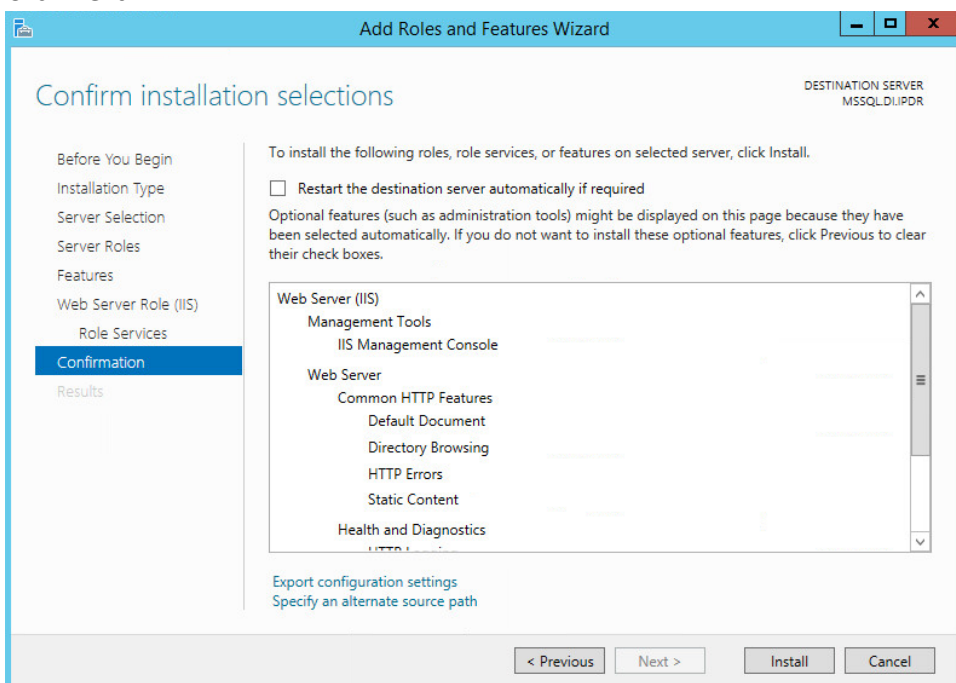 Add Roles and Features Wizard
Confirm installation selections
DESTINATION SERVER
MSSQL.DI.IPDR
Before You Begin
Installation Type
Server Selection
Server Roles
Features
Web Server Role (IIS)
Role Services
Confirmation
Results
To install the following roles, role services, or features on selected server, click Install.
Restart the destination server automatically if required
Optional features (such as administration tools) might be displayed on this page because they have
been selected automatically. If you do not want to install these optional features, click Previous to clear
their check boxes.
Web Server (IIS)
Management Tools
IIS Management Console
Web Server
Common HTTP Features
Default Document
Directory Browsing
HTTP Errors
Static Content
Health and Diagnostics
Export configuration settings
Specify an alternate source path
< Previous
Next >
Install
Cancel